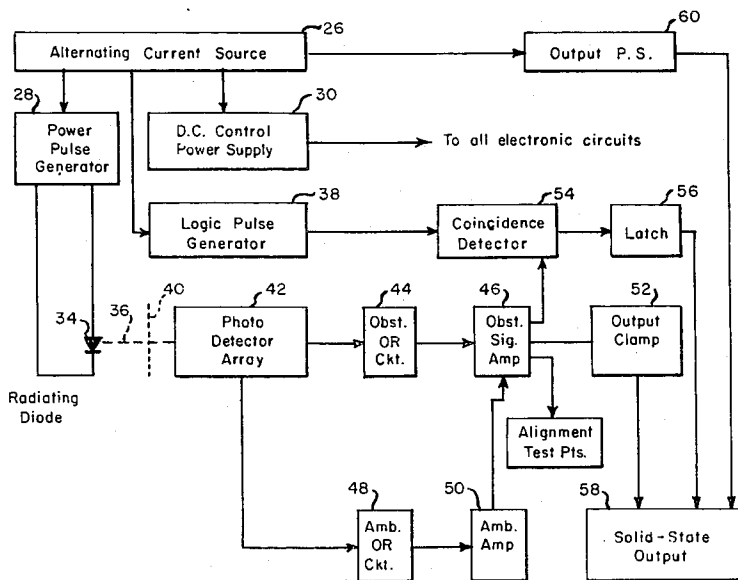 26
60
Alternating Current Source
Output P. S.
28
30
Power
Pulse
Generator
D.C. Control
Power Supply
To all electronic circuits
38
54
56
Logic Pulse
Generator
Coincidence
Detector
Latch
34
36
40
42
44
46
52
Photo
Detector
Array
Obst.
OR
Ckt.
Obst.
Sig.
Amp
Output
Clamp
Radiating
Diode
Alignment
Test Pts.
48
50
58
Amb.
OR
Ckt.
Amb.
Amp
Solid-State
Output